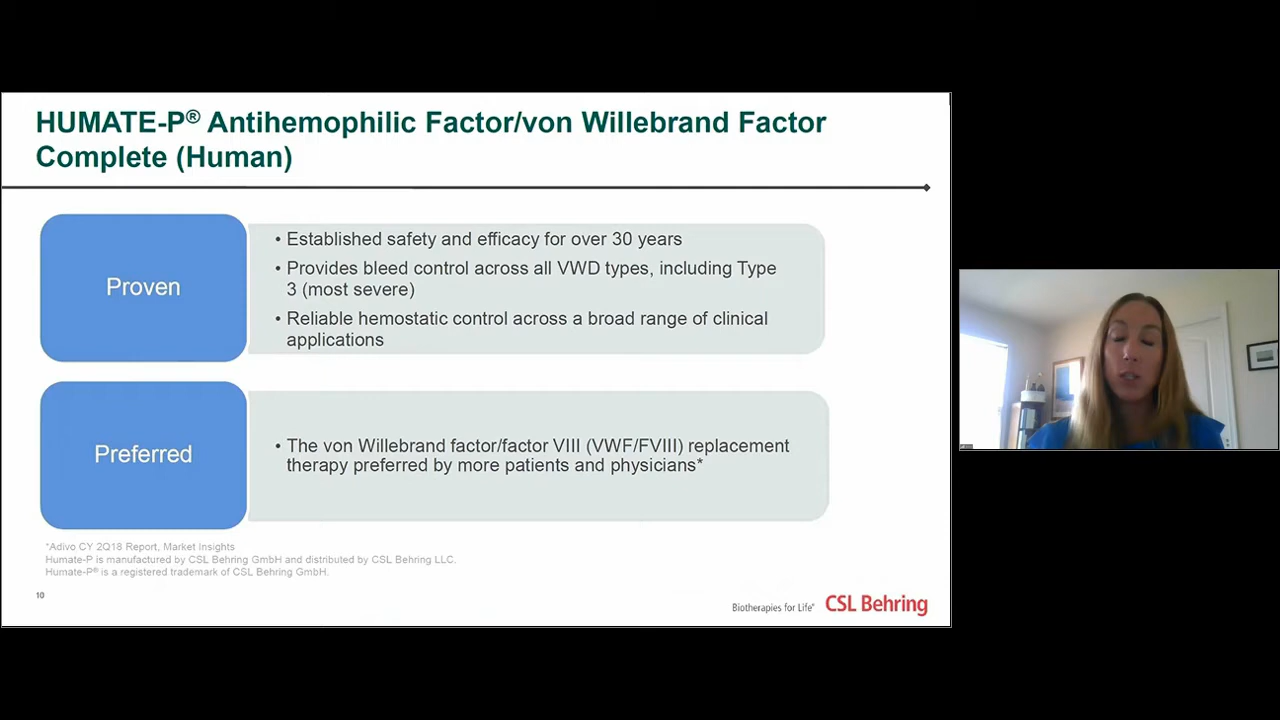 HUMATE-P® Antihemophilic Factor/von Willebrand Factor
Complete (Human)
Proven
• Established safety and efficacy for over 30 years
• Provides bleed control across all VWD types, including Type
3 (most severe)
• Reliable hemostatic control across a broad range of clinical
applications
Preferred
• The von Willebrand factor/factor VIII (VWF/FVIII) replacement
therapy preferred by more patients and physicians*
*Adivo CY 2Q18 Report, Market Insights
Humate-P is manufactured by CSL Behring GmbH and distributed by CSL Behring LLC.
Humate-P® is a registered trademark of CSL Behring GmbH.
10
Biotherapies for Life® CSL Behring